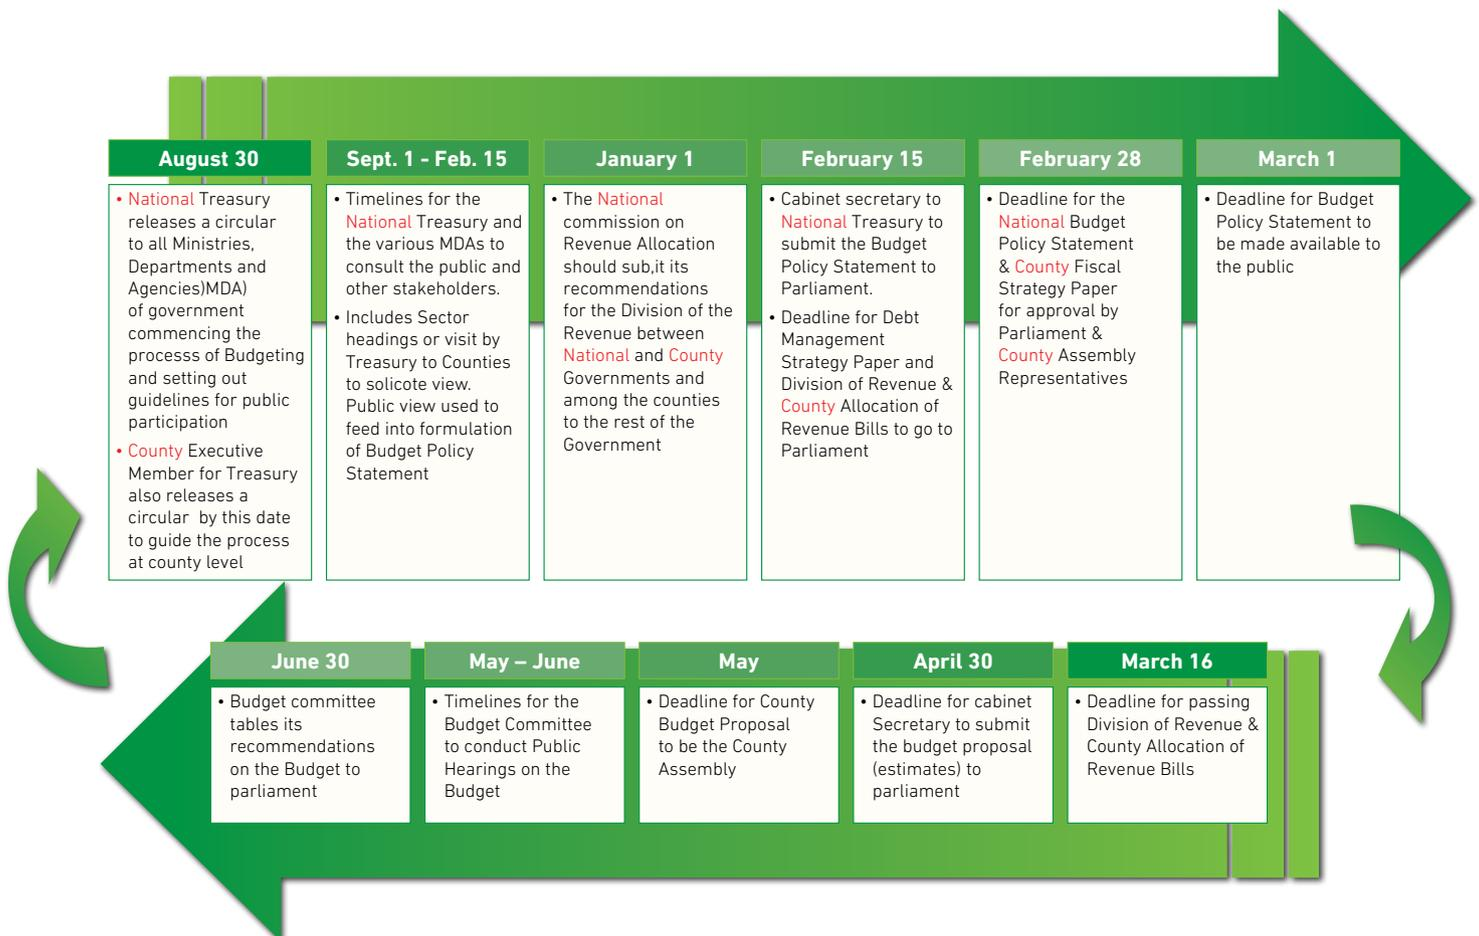 August 30
• National Treasury
releases a circular
to all Ministries,
Departments and
Agencies)MDA)
of government
commencing the
processs of Budgeting
and setting out
guidelines for public
participation
• County Executive
Member for Treasury
also releases a
circular by this date
to guide the process
at county level
Sept. 1 - Feb. 15
• Timelines for the
National Treasury and
the various MDAs to
consult the public and
other stakeholders.
• Includes Sector
headings or visit by
Treasury to Counties
to solicote view.
Public view used to
feed into formulation
of Budget Policy
Statement
January 1
• The National
commission on
Revenue Allocation
should sub,it its
recommendations
for the Division of the
Revenue between
National and County
Governments and
among the counties
to the rest of the
Government
February 15
• Cabinet secretary to
National Treasury to
submit the Budget
Policy Statement to
Parliament.
• Deadline for Debt
Management
Strategy Paper and
Division of Revenue &
County Allocation of
Revenue Bills to go to
Parliament
February 28
• Deadline for the
National Budget
Policy Statement
& County Fiscal
Strategy Paper
for approval by
Parliament &
County Assembly
Representatives
March 1
• Deadline for Budget
Policy Statement to
be made available to
the public
June 30
• Budget committee
tables its
recommendations
on the Budget to
parliament
May – June
• Timelines for the
Budget Committee
to conduct Public
Hearings on the
Budget
May
• Deadline for County
Budget Proposal
to be the County
Assembly
April 30
• Deadline for cabinet
Secretary to submit
the budget proposal
(estimates) to
parliament
March 16
• Deadline for passing
Division of Revenue &
County Allocation of
Revenue Bills